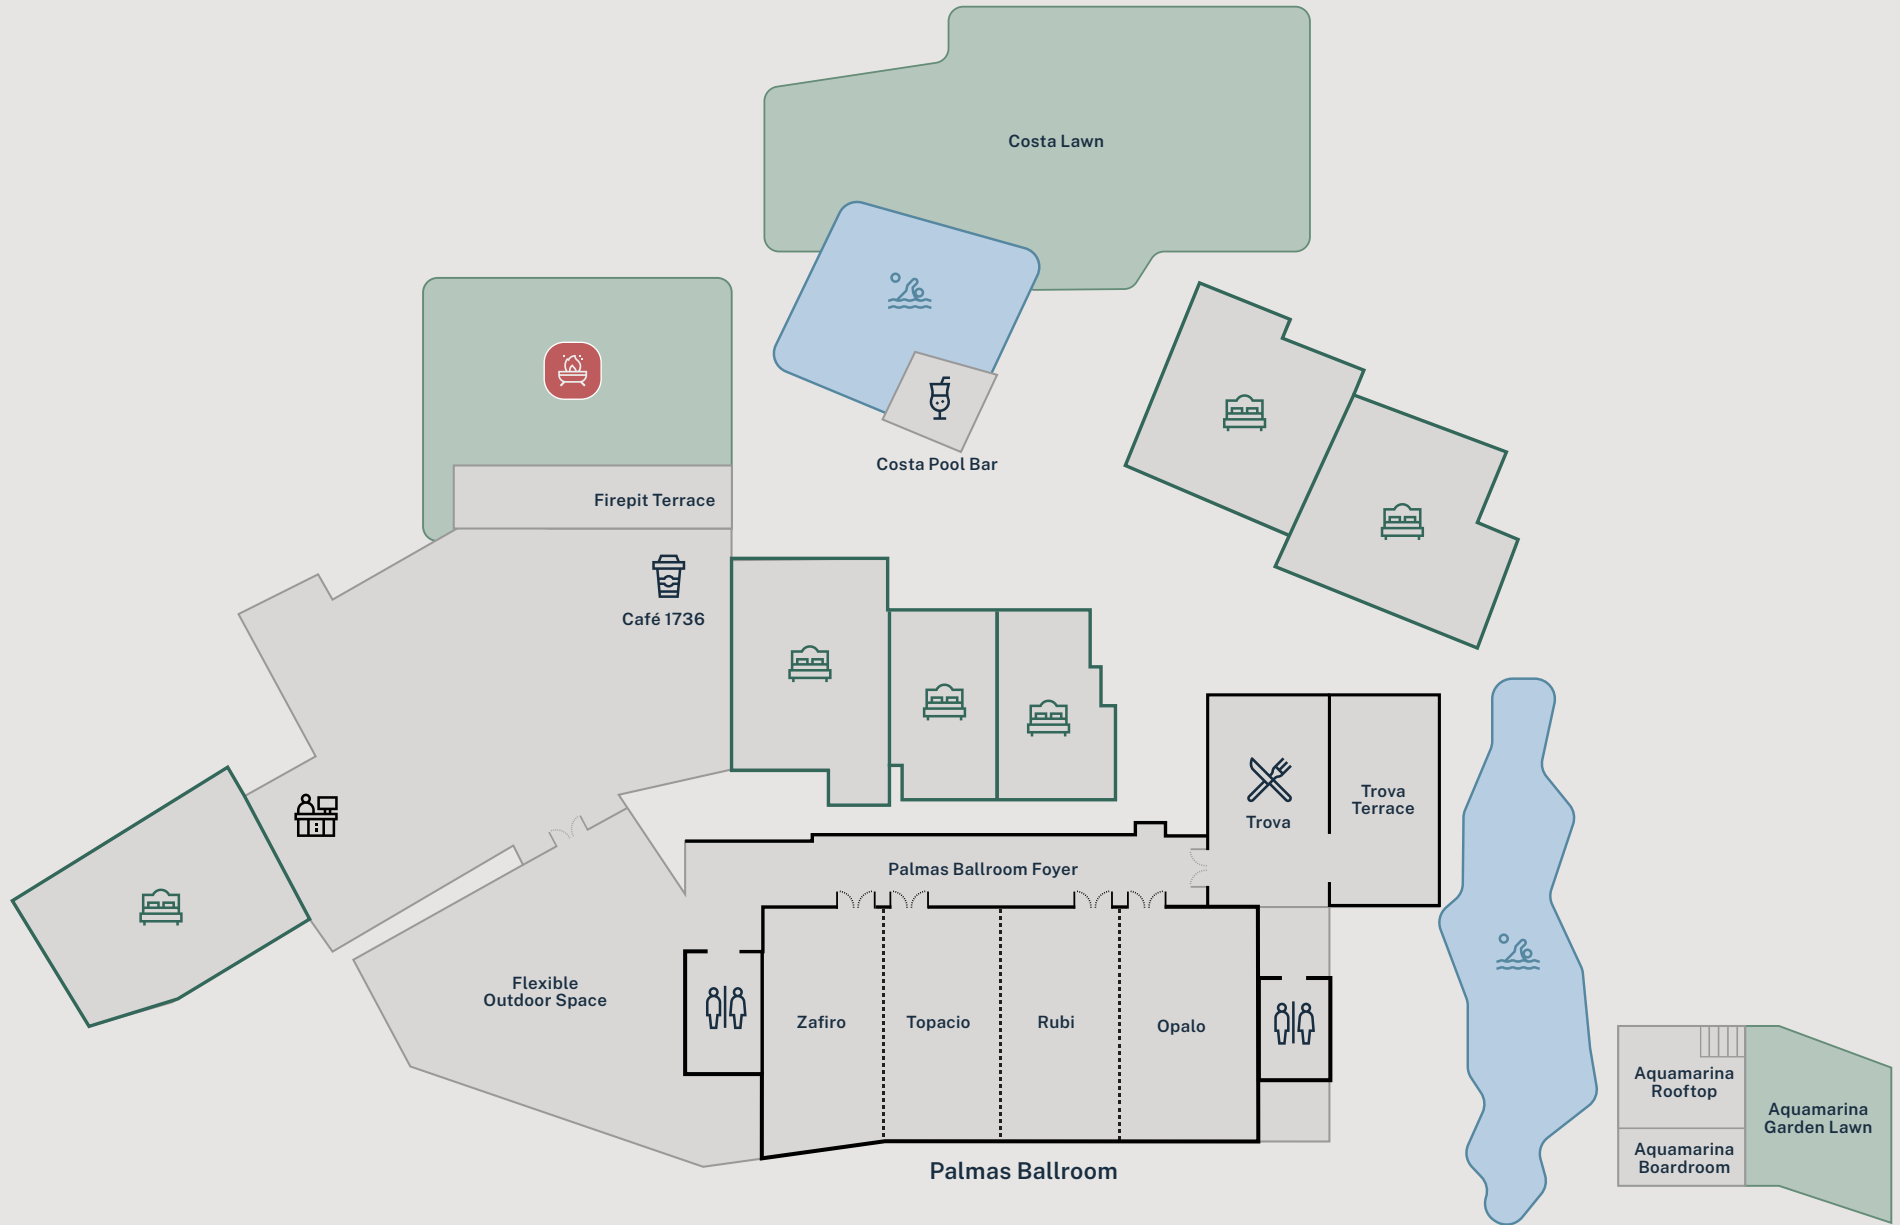 Costa Lawn
Costa Pool Bar
Firepit Terrace
Café 1736
Trova
Terrace
Trova
Palmas Ballroom Foyer
Flexible
Outdoor Space
Zafiro
Topacio
Rubi
Opalo
Aquamarina
Rooftop
Aquamarina
Garden Lawn
Aquamarina
Boardroom
Palmas Ballroom